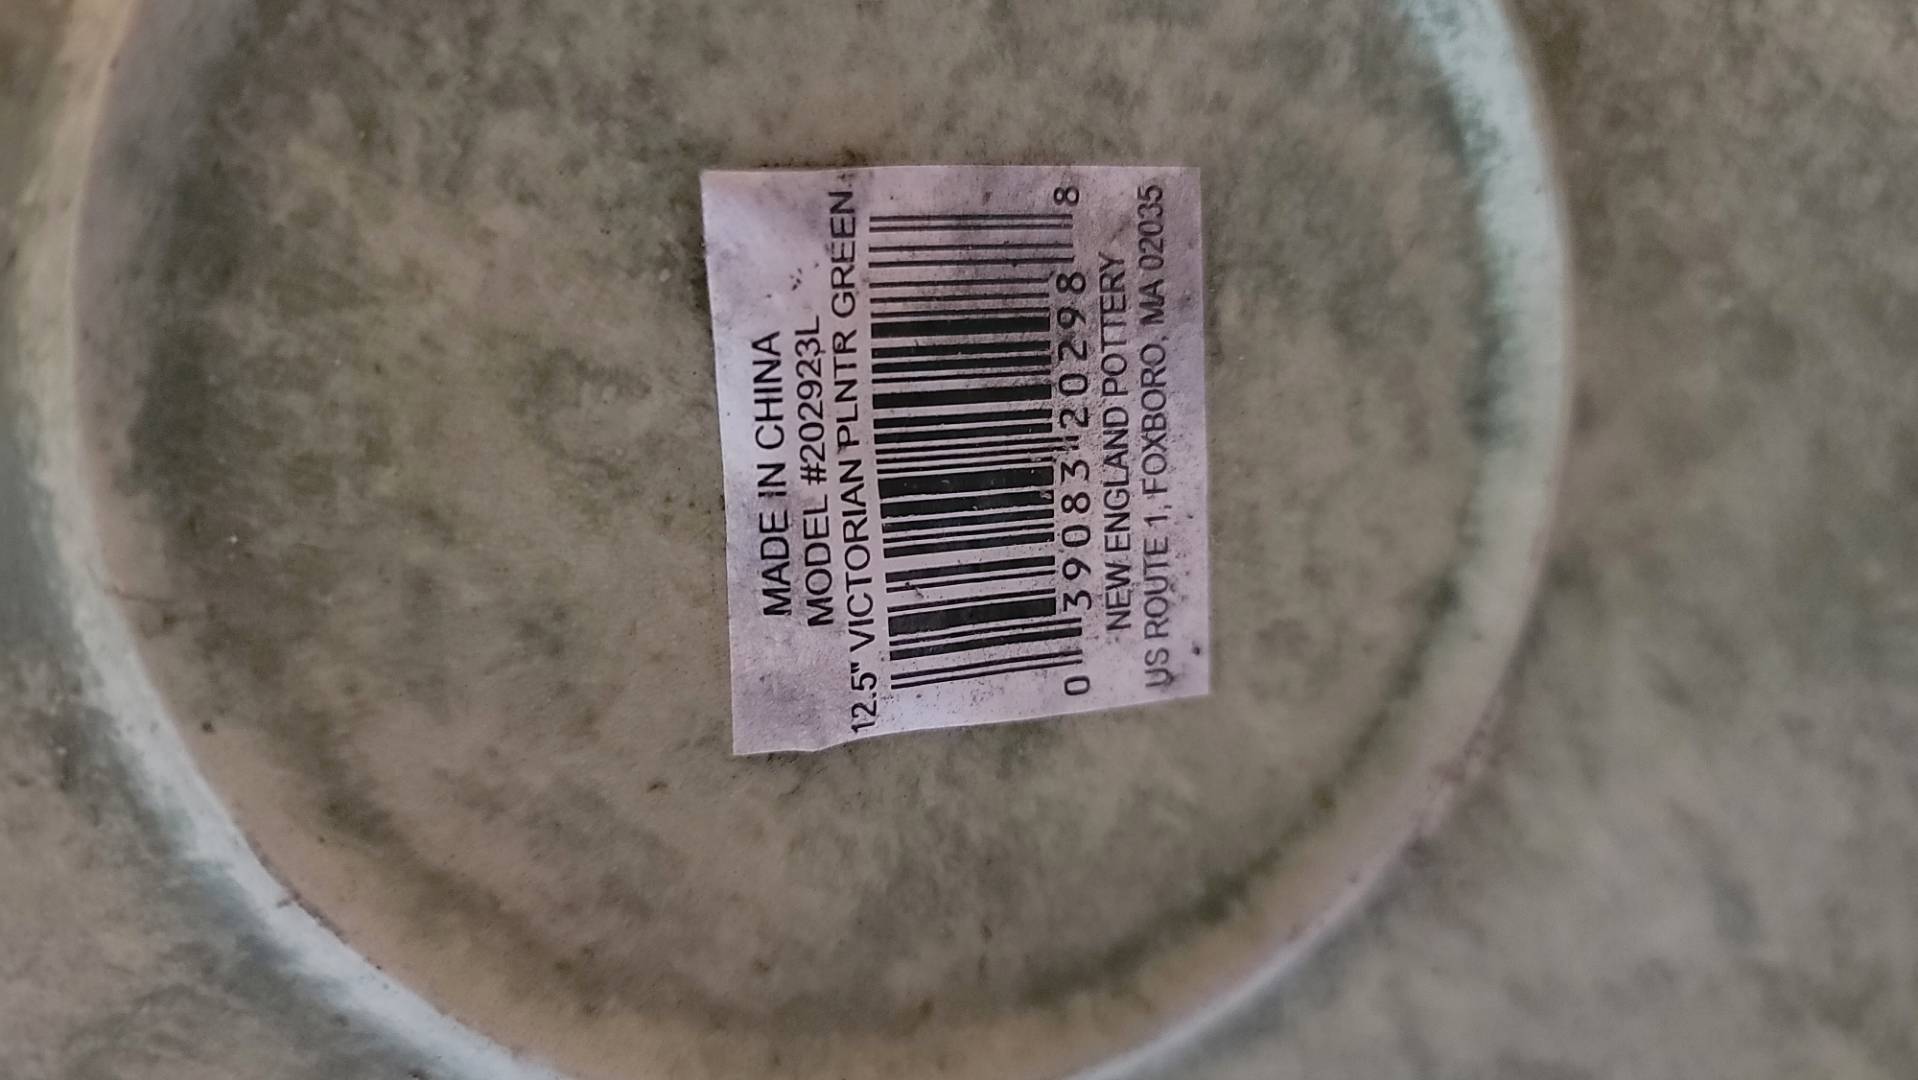 MADE IN CHINA
MODEL #202923L
12.5" VICTORIAN PLNTR GREEN
0 39083 20298 8
NEW ENGLAND POTTERY
US ROUTE 1, FOXBORO, MA 02035